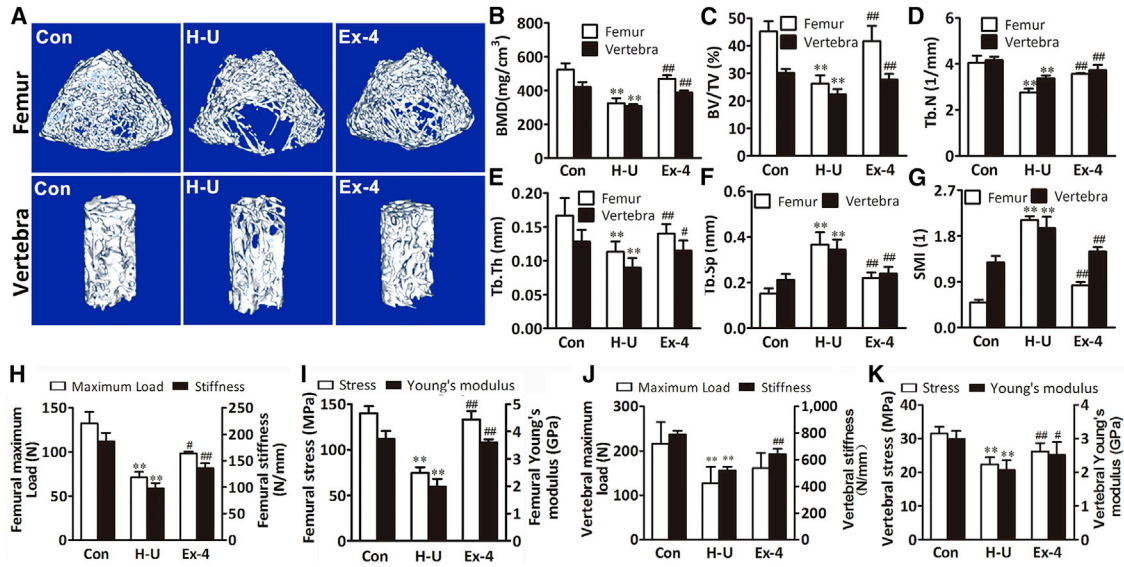 A
Con
H-U
Ex-4
Femur
Con
H-U
Ex-4
Vertebra
B
BMD(mg/cm3)
800
600
400
200
0
Femur
Vertebra
** **
##
##
Con
H-U
Ex-4
C
BV/TV (%)
50
40
30
20
10
0
Femur
Vertebra
**
**
##
##
Con
H-U
Ex-4
D
Tb.N (1/mm)
6
4
2
0
Femur
Vertebra
**
**
##
##
Con
H-U
Ex-4
E
Tb.Th (mm)
0.20
0.15
0.10
0.05
0.00
Femur
Vertebra
**
**
##
#
Con
H-U
Ex-4
F
Tb.Sp (mm)
0.6
0.4
0.2
0.0
Femur
Vertebra
**
**
## ##
Con
H-U
Ex-4
G
SMI (1)
2.7
1.8
0.9
0.0
Femur
Vertebra
** **
##
##
Con
H-U
Ex-4
H
Maximum Load
Stiffness
Femoral maximum
Load (N)
150
100
50
0
**
**
#
##
250
200
150
100
50
0
Femoral stiffness
(N/mm)
Con
H-U
Ex-4
I
Stress
Young's modulus
Femoral stress (MPa)
150
100
50
0
**
**
##
##
5
4
3
2
1
0
Femoral Young's
modulus (GPa)
Con
H-U
Ex-4
J
Maximum Load
Stiffness
Vertebral maximum
load (N)
300
200
100
0
** **
##
1,000
800
600
400
200
0
Vertebral stiffness
(N/mm)
Con
H-U
Ex-4
K
Stress
Young's modulus
Vertebral stress (MPa)
40
30
20
10
0
** **
## #
4
3
2
1
0
Vertebral Young's
modulus (GPa)
Con
H-U
Ex-4